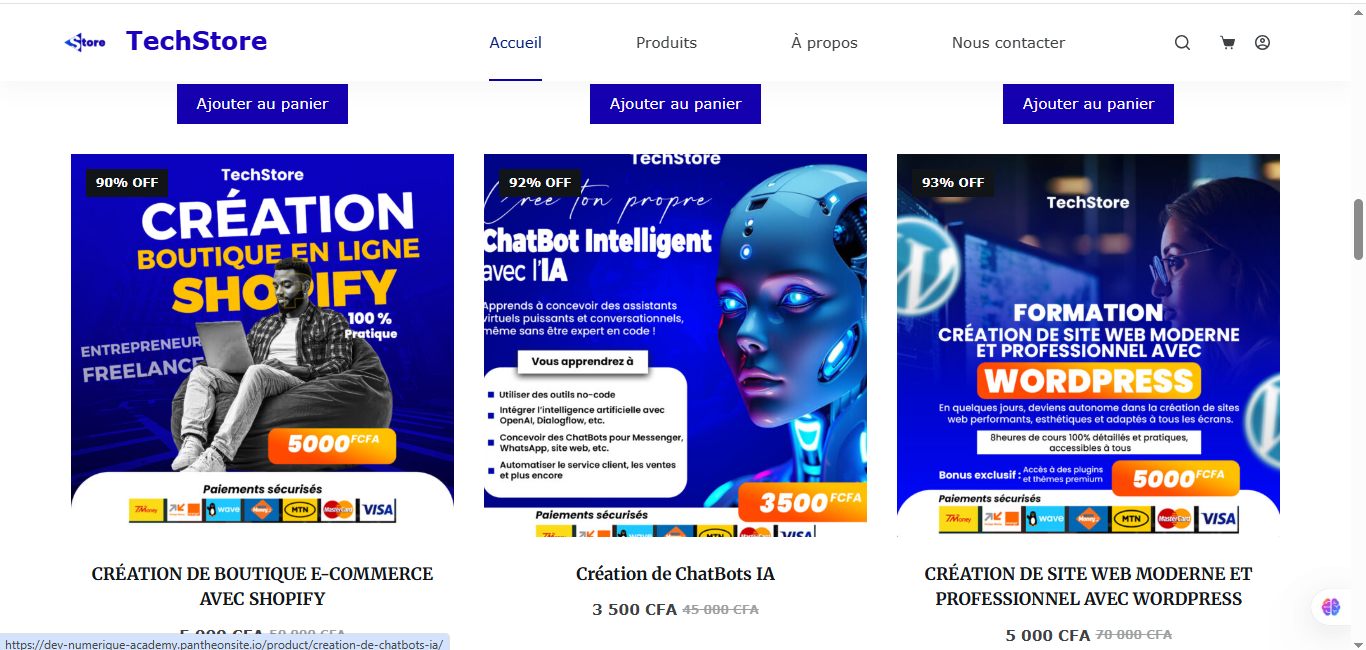 Store TechStore Accueil Produits À propos Nous contacter
Ajouter au panier Ajouter au panier Ajouter au panier
90% OFF
TechStore
CRÉATION
BOUTIQUE EN LIGNE
SHOPIFY
100 %
Pratique
ENTREPRENEUR
FREELANCE
5000 FCFA
Paiements sécurisés
Money
wave
Money
MTN
MasterCard
VISA
92% OFF
TechStore
Crée ton propre
ChatBot Intelligent
avec l'IA
Apprends à concevoir des assistants
virtuels puissants et conversationnels,
même sans être expert en code !
Vous apprendrez à
Utiliser des outils no-code
Intégrer l'intelligence artificielle avec
OpenAI, Dialogflow, etc.
Concevoir des ChatBots pour Messenger,
WhatsApp, site web, etc.
Automatiser le service client, les ventes
et plus encore
3500 FCFA
Paiements sécurisés
93% OFF
TechStore
FORMATION
CRÉATION DE SITE WEB MODERNE
ET PROFESSIONNEL AVEC
WORDPRESS
En quelques jours, deviens autonome dans la création de sites
web performants, esthétiques et adaptés à tous les écrans.
8heures de cours 100% détaillés et pratiques,
accessibles à tous
Bonus exclusif : Accès à des plugins
et thèmes premium
5000 FCFA
Paiements sécurisés
Money
wave
Money
MTN
MasterCard
VISA
CRÉATION DE BOUTIQUE E-COMMERCE
AVEC SHOPIFY
5 000 CFA 50 000 CFA
Création de ChatBots IA
3 500 CFA 45 000 CFA
CRÉATION DE SITE WEB MODERNE ET
PROFESSIONNEL AVEC WORDPRESS
5 000 CFA 70 000 CFA
https://dev-numerique-academy.pantheonsite.io/product/creation-de-chatbots-ia/